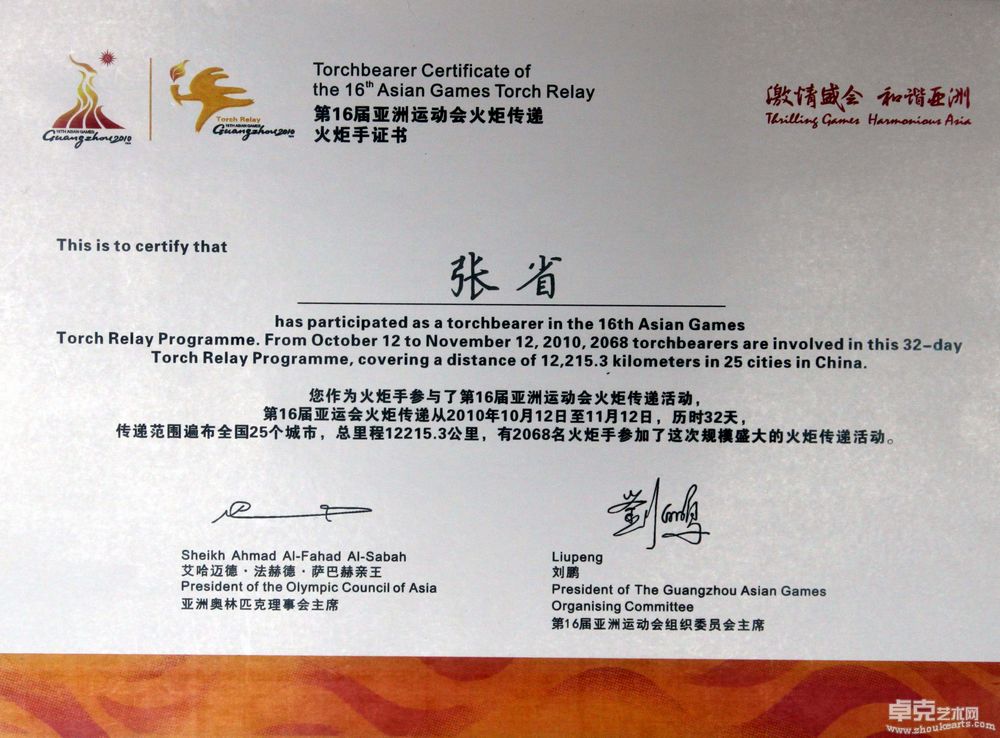 16TH ASIAN GAMES
Guangzhou 2010
Torch Relay
16TH ASIAN GAMES
Guangzhou 2010
Torchbearer Certificate of
the 16th Asian Games Torch Relay
第16届亚洲运动会火炬传递
火炬手证书
激情盛会 和谐亚洲
Thrilling Games Harmonious Asia
This is to certify that
张省
has participated as a torchbearer in the 16th Asian Games
Torch Relay Programme. From October 12 to November 12, 2010, 2068 torchbearers are involved in this 32-day
Torch Relay Programme, covering a distance of 12,215.3 kilometers in 25 cities in China.
您作为火炬手参与了第16届亚洲运动会火炬传递活动，
第16届亚运会火炬传递从2010年10月12日至11月12日，历时32天，
传递范围遍布全国25个城市，总里程12215.3公里，有2068名火炬手参加了这次规模盛大的火炬传递活动。
劉鹏
Sheikh Ahmad Al-Fahad Al-Sabah
艾哈迈德·法赫德·萨巴赫亲王
President of the Olympic Council of Asia
亚洲奥林匹克理事会主席
Liupeng
刘鹏
President of The Guangzhou Asian Games
Organising Committee
第16届亚洲运动会组织委员会主席
卓克艺术网
www.zhoukearts.com